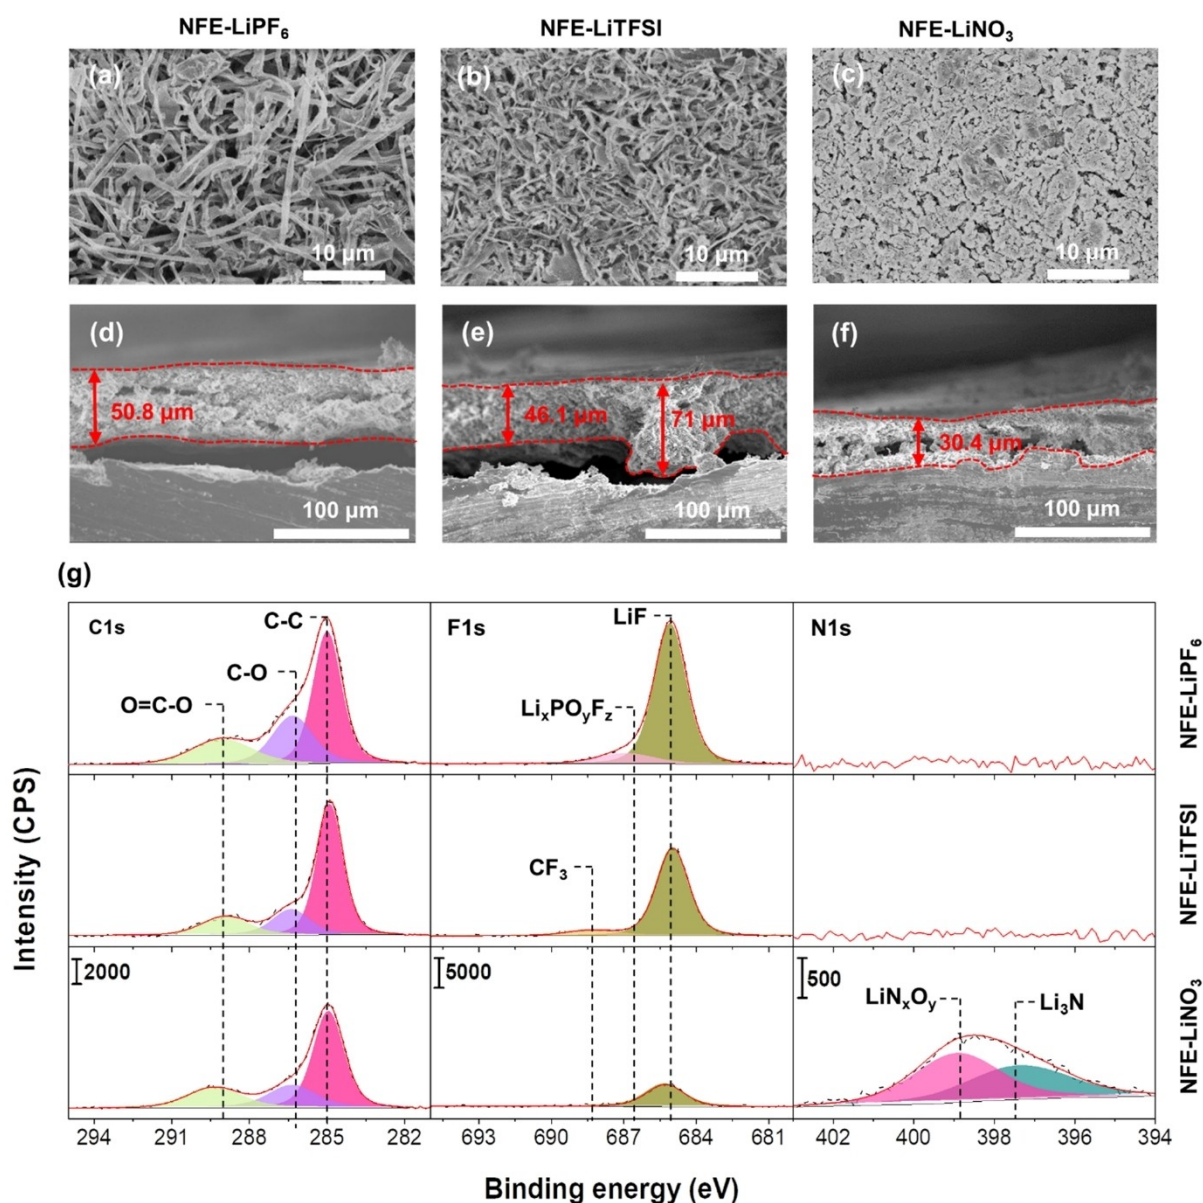 NFE-LiPF₆
NFE-LiTFSI
NFE-LiNO₃
(a)
(b)
(c)
10 μm
10 μm
10 μm
(d)
(e)
(f)
50.8 μm
46.1 μm
71 μm
30.4 μm
100 μm
100 μm
100 μm
(g)
C1s
C-C
C-O
O=C-O
F1s
LiF
LiₓPOᵧF_z
N1s
NFE-LiPF₆
CF₃
NFE-LiTFSI
2000
5000
500
LiNₓOᵧ
Li₃N
NFE-LiNO₃
Intensity (CPS)
294 291 288 285 282
693 690 687 684 681
402 400 398 396 394
Binding energy (eV)